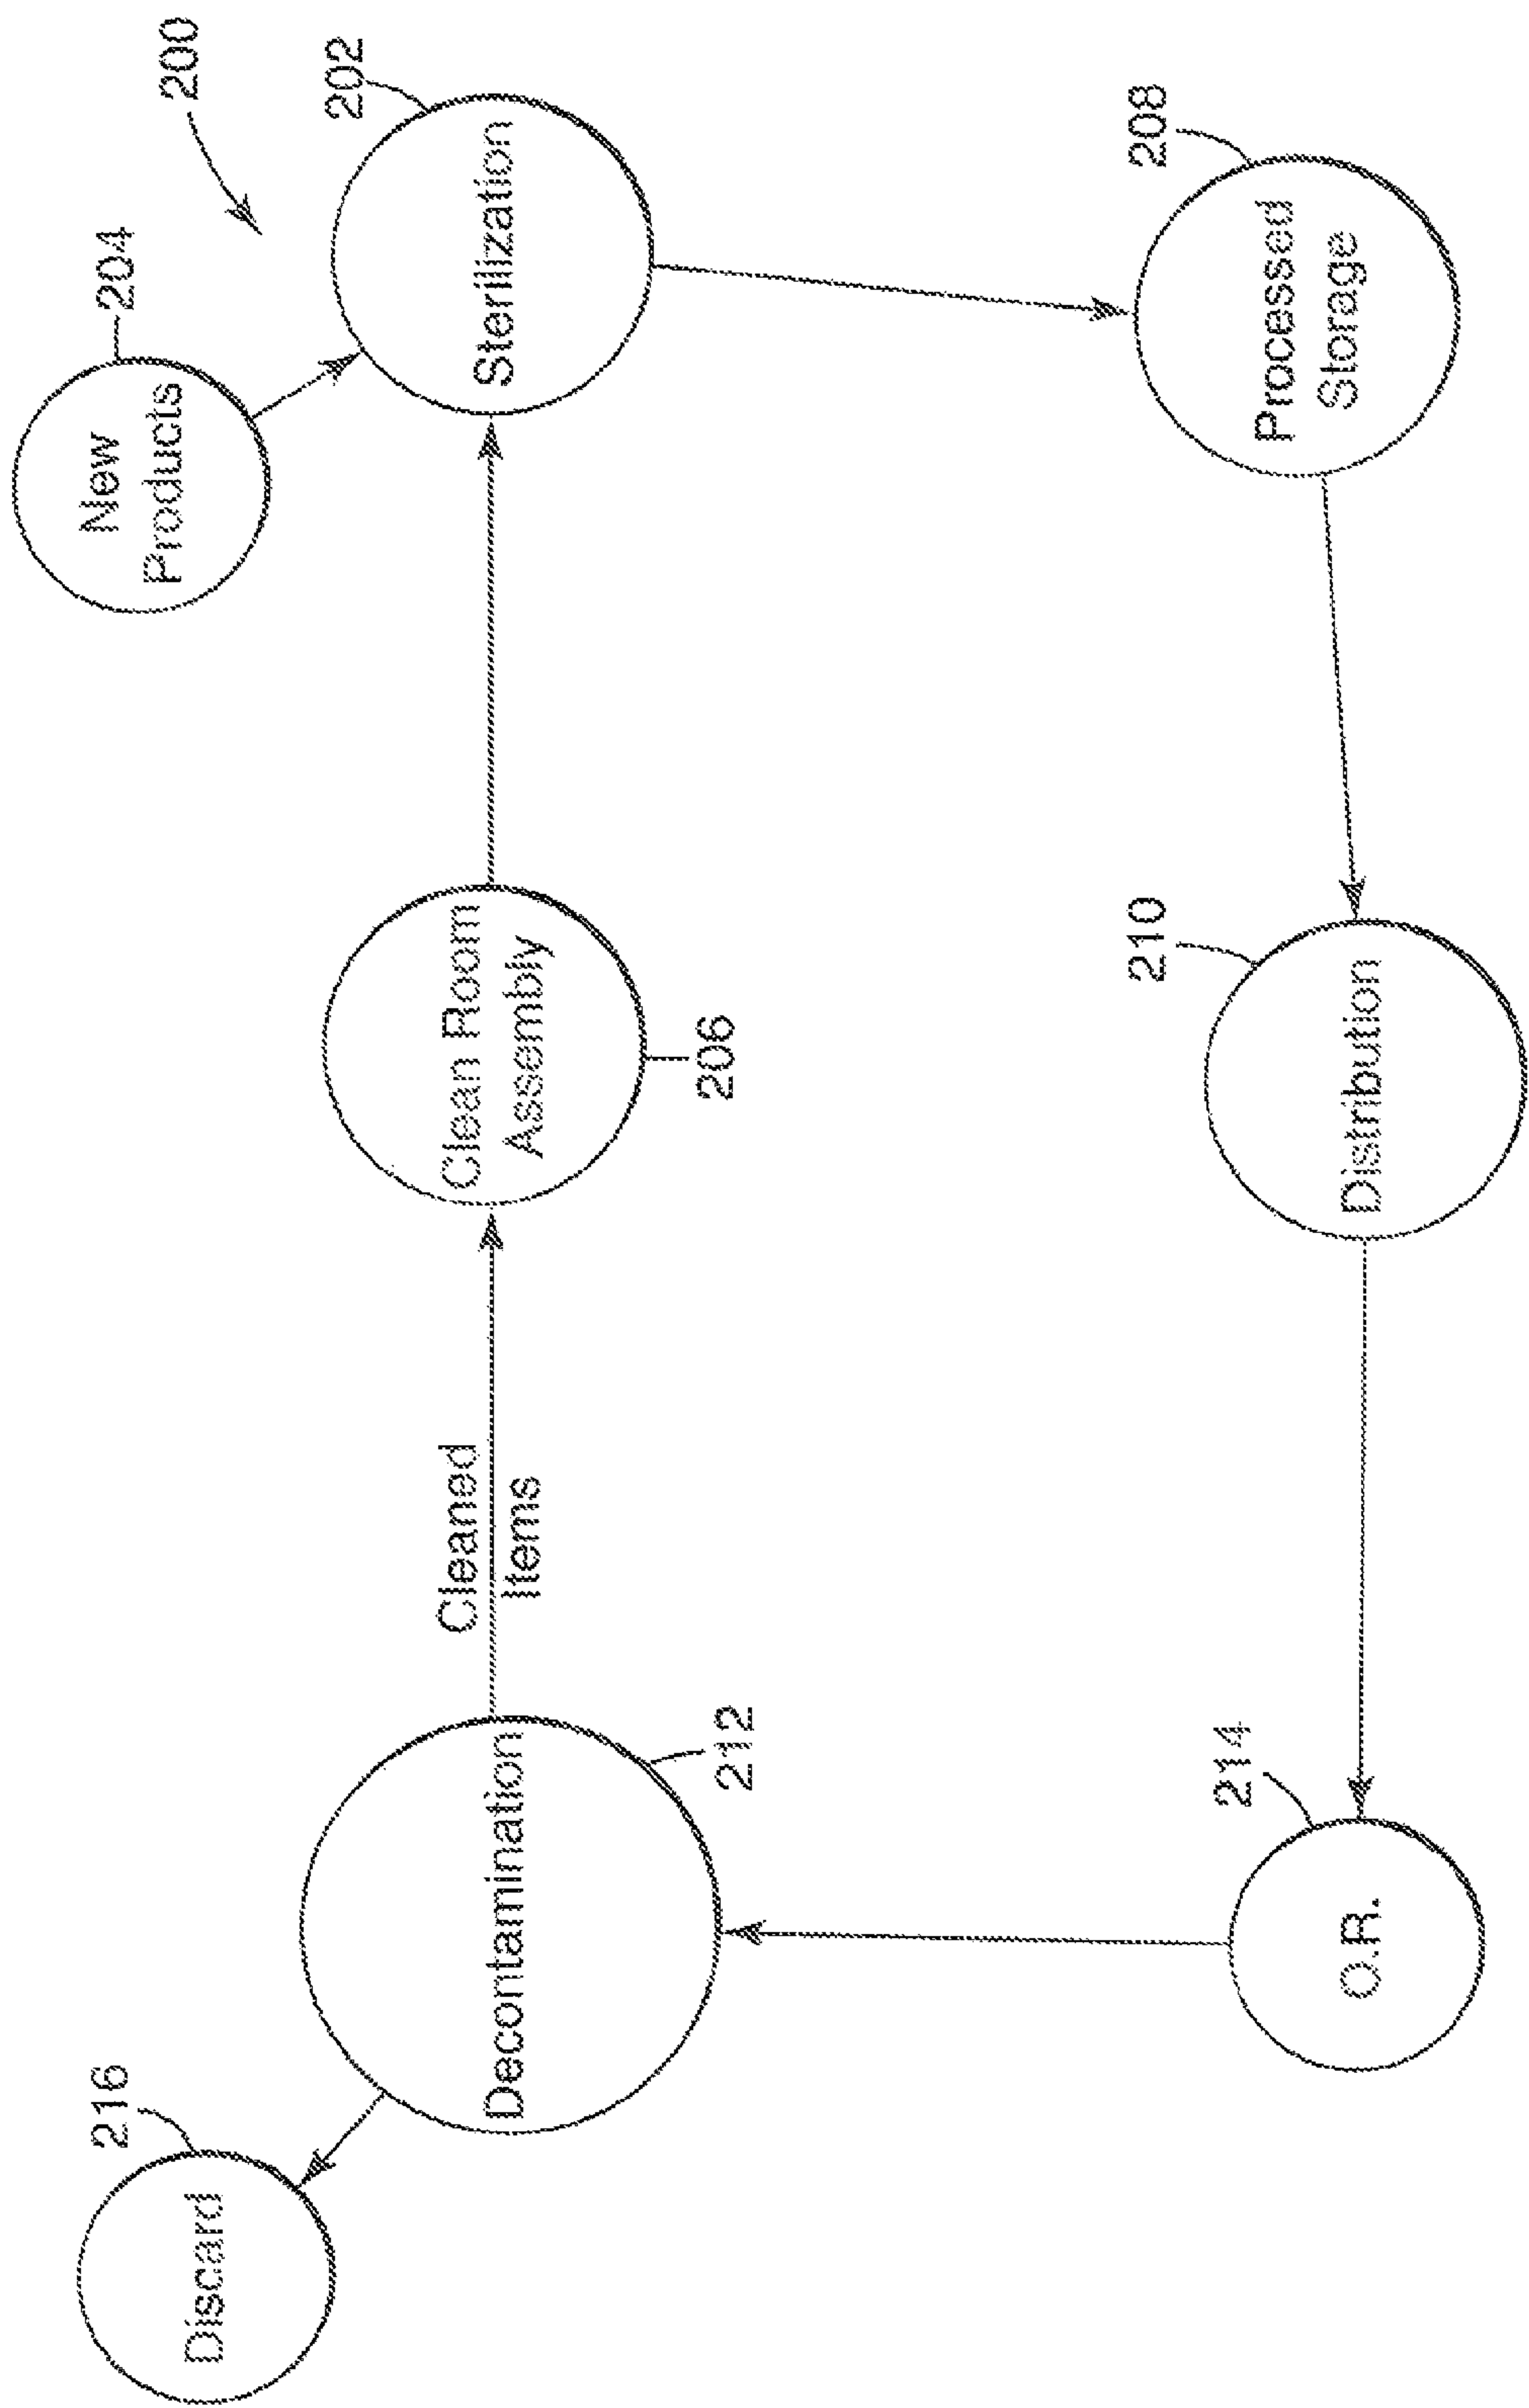 200
216
Discard
Decontamination
212
Cleaned
Items
Clean Room
Assembly
206
New
Products
204
Sterilization
202
214
O.R.
210
Distribution
208
Processed
Storage